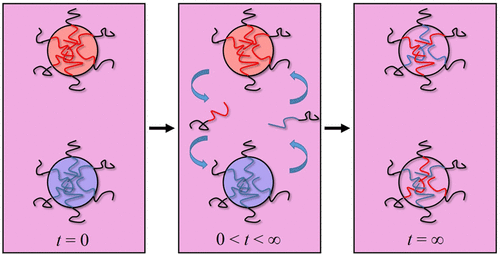 t = 0
0 < t < ∞
t = ∞